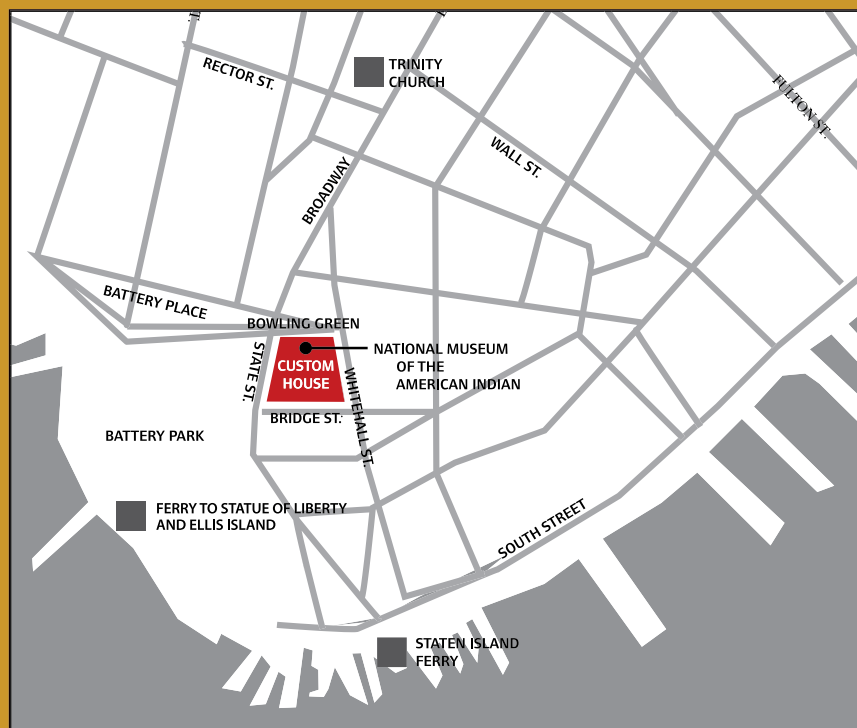 ST.
TRINITY
CHURCH
RECTOR ST.
FULTON ST.
WALL ST.
BROADWAY
BATTERY PLACE
BOWLING GREEN
STATE ST.
CUSTOM
HOUSE
WHITEHALL ST.
NATIONAL MUSEUM
OF THE
AMERICAN INDIAN
BRIDGE ST.
BATTERY PARK
FERRY TO STATUE OF LIBERTY
AND ELLIS ISLAND
SOUTH STREET
STATEN ISLAND
FERRY